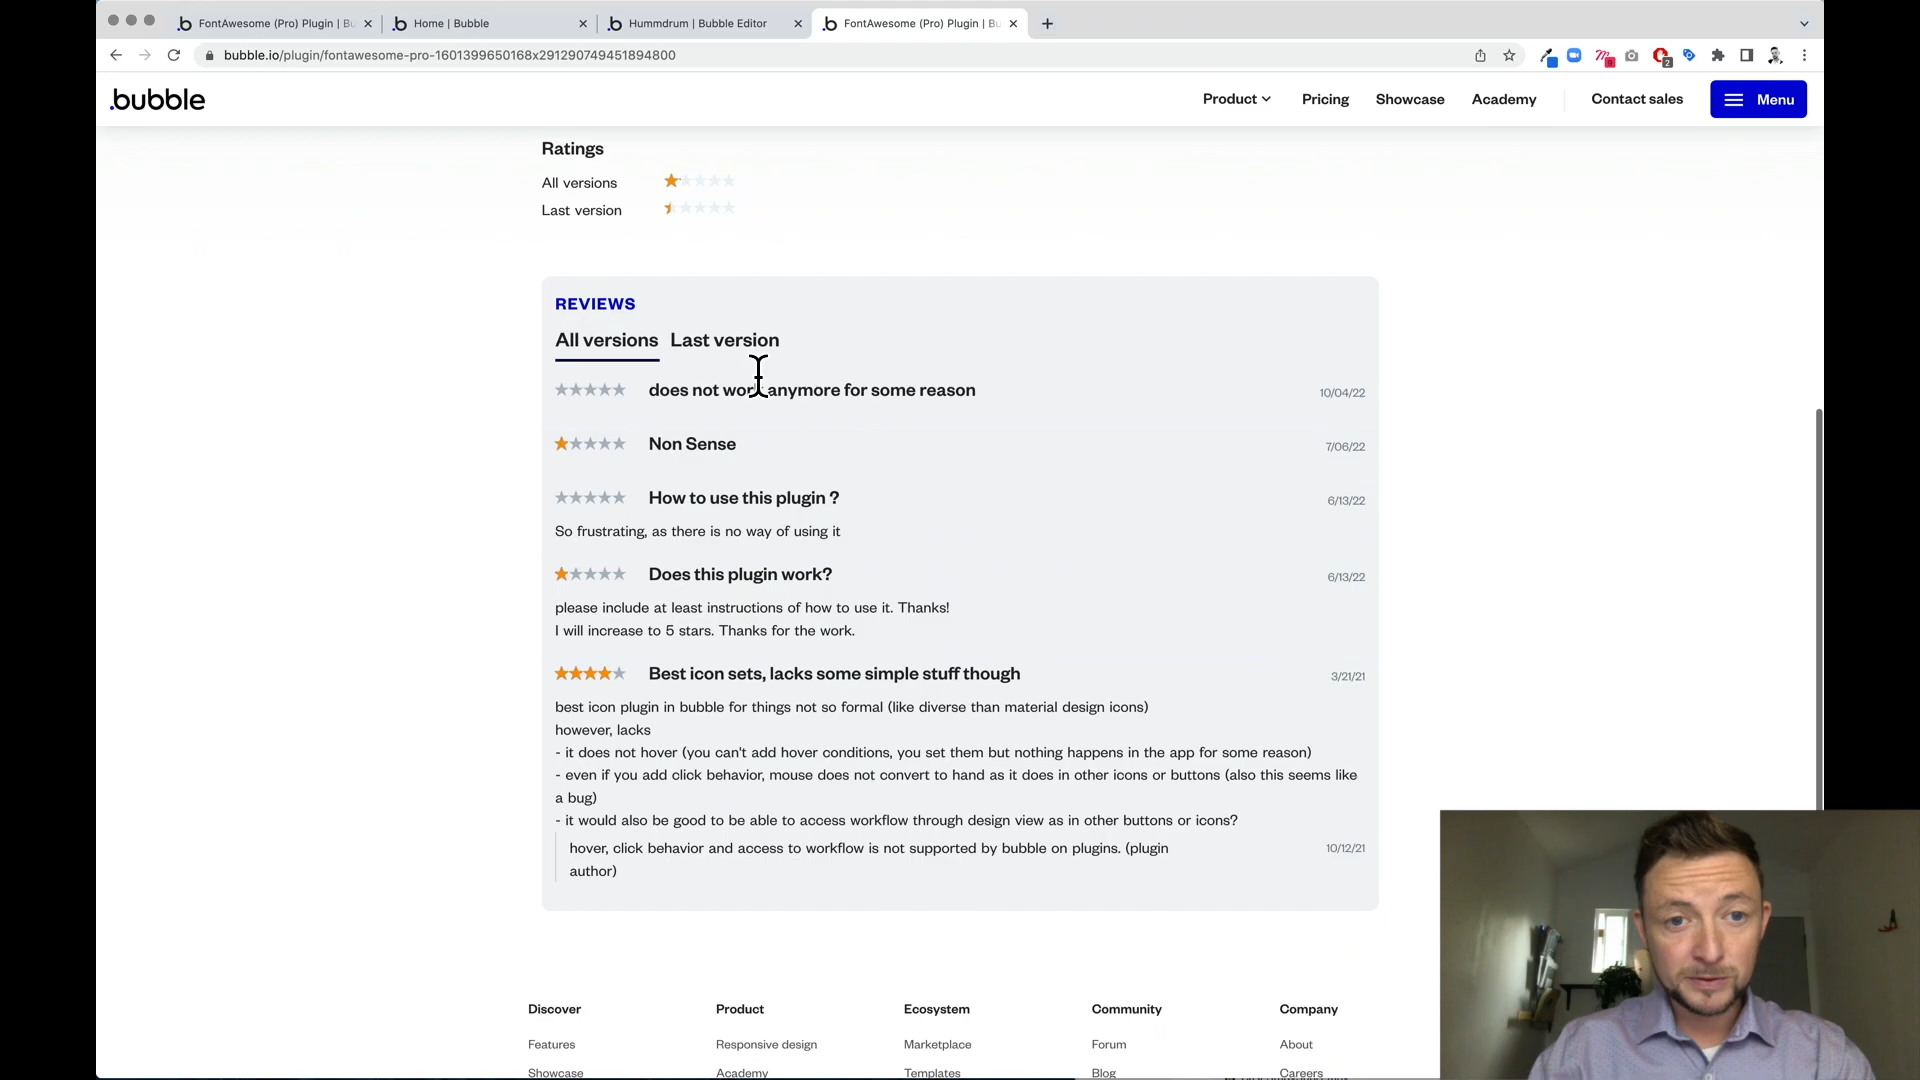 FontAwesome (Pro) Plugin | Bu
Home | Bubble
Hummdrum | Bubble Editor
FontAwesome (Pro) Plugin | Bu
bubble.io/plugin/fontawesome-pro-1601399650168x291290749451894800
9
2
.bubble
Product
Pricing
Showcase
Academy
Contact sales
Menu
Ratings
All versions
Last version
REVIEWS
All versions
Last version
does not work anymore for some reason
10/04/22
Non Sense
7/06/22
How to use this plugin ?
6/13/22
So frustrating, as there is no way of using it
Does this plugin work?
6/13/22
please include at least instructions of how to use it. Thanks!
I will increase to 5 stars. Thanks for the work.
Best icon sets, lacks some simple stuff though
3/21/21
best icon plugin in bubble for things not so formal (like diverse than material design icons)
however, lacks
- it does not hover (you can't add hover conditions, you set them but nothing happens in the app for some reason)
- even if you add click behavior, mouse does not convert to hand as it does in other icons or buttons (also this seems like
a bug)
- it would also be good to be able to access workflow through design view as in other buttons or icons?
hover, click behavior and access to workflow is not supported by bubble on plugins. (plugin
author)
10/12/21
Discover
Product
Ecosystem
Community
Company
Features
Responsive design
Marketplace
Forum
About
Showcase
Academy
Templates
Blog
Careers